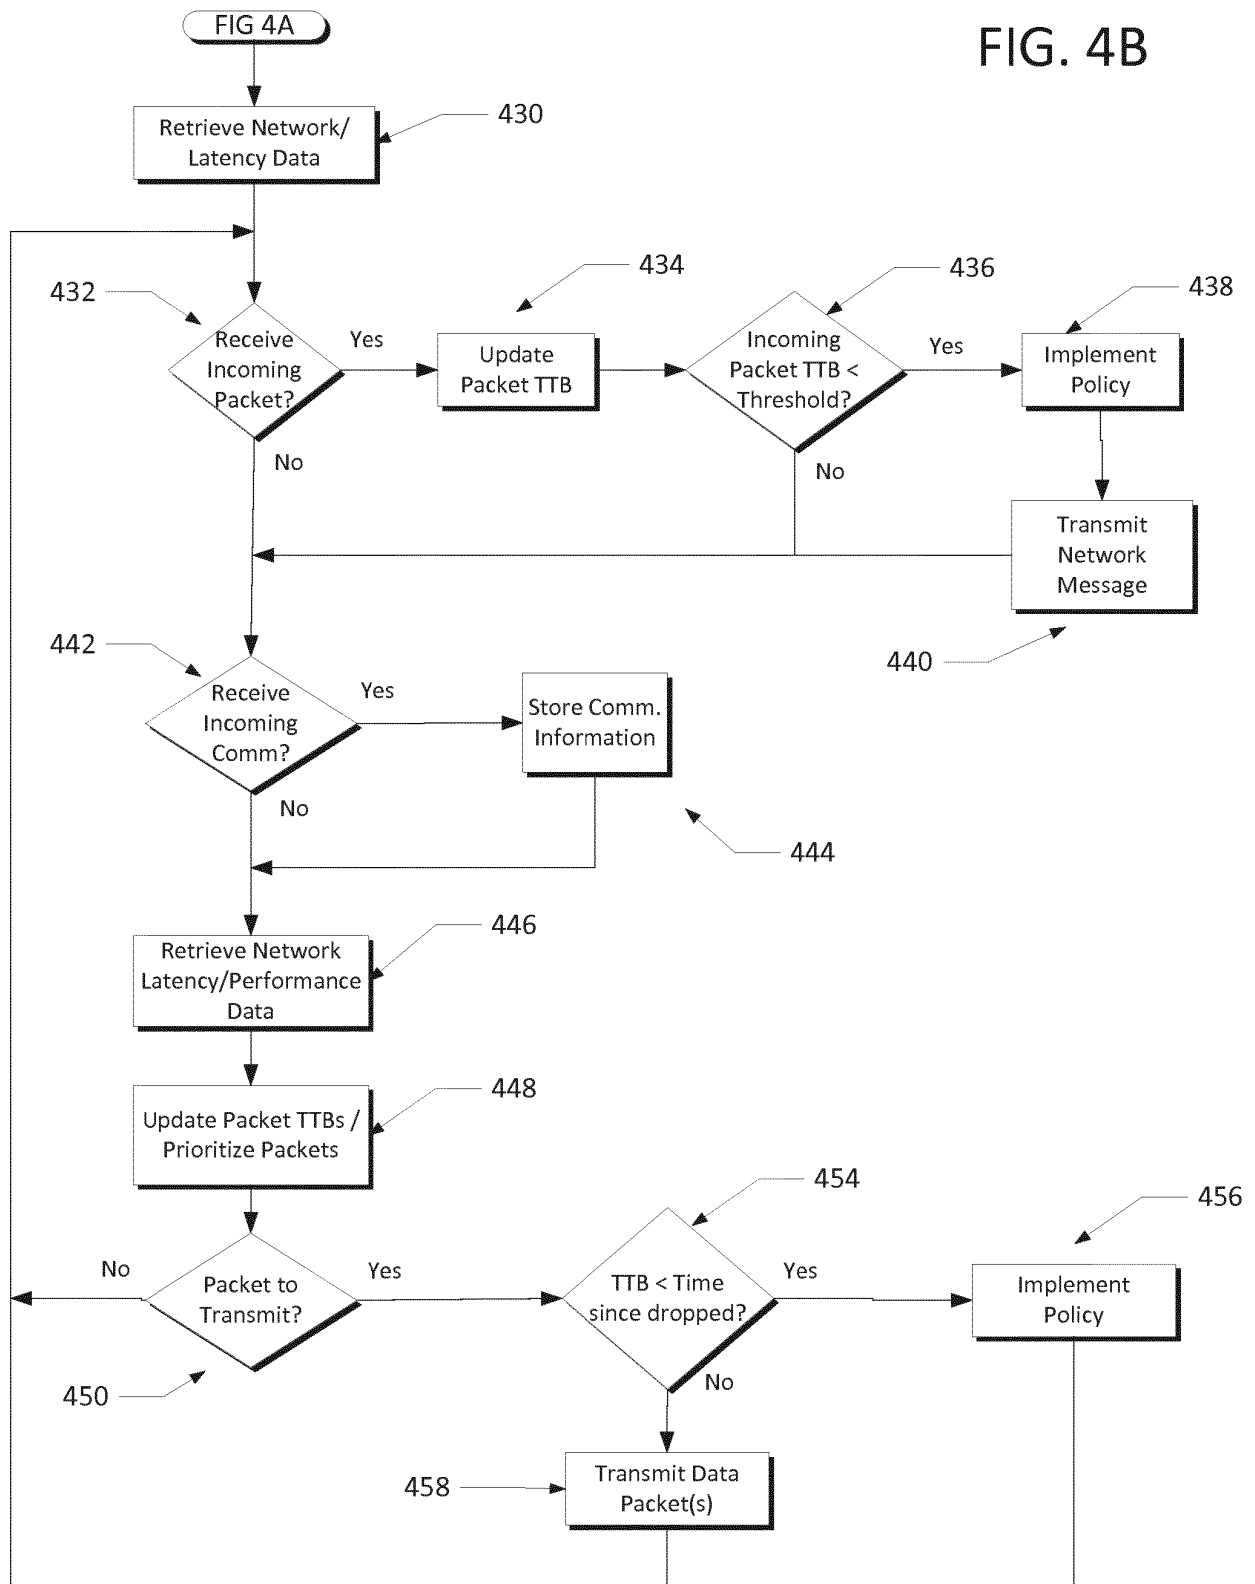 FIG 4A
FIG. 4B
Retrieve Network/
Latency Data
430
432
Receive
Incoming
Packet?
Yes
No
434
Update
Packet TTB
436
Incoming
Packet TTB <
Threshold?
Yes
No
438
Implement
Policy
Transmit
Network
Message
440
442
Receive
Incoming
Comm?
Yes
No
Store Comm.
Information
444
446
Retrieve Network
Latency/Performance
Data
448
Update Packet TTBs /
Prioritize Packets
No
Packet to
Transmit?
Yes
450
454
TTB < Time
since dropped?
Yes
No
456
Implement
Policy
458
Transmit Data
Packet(s)